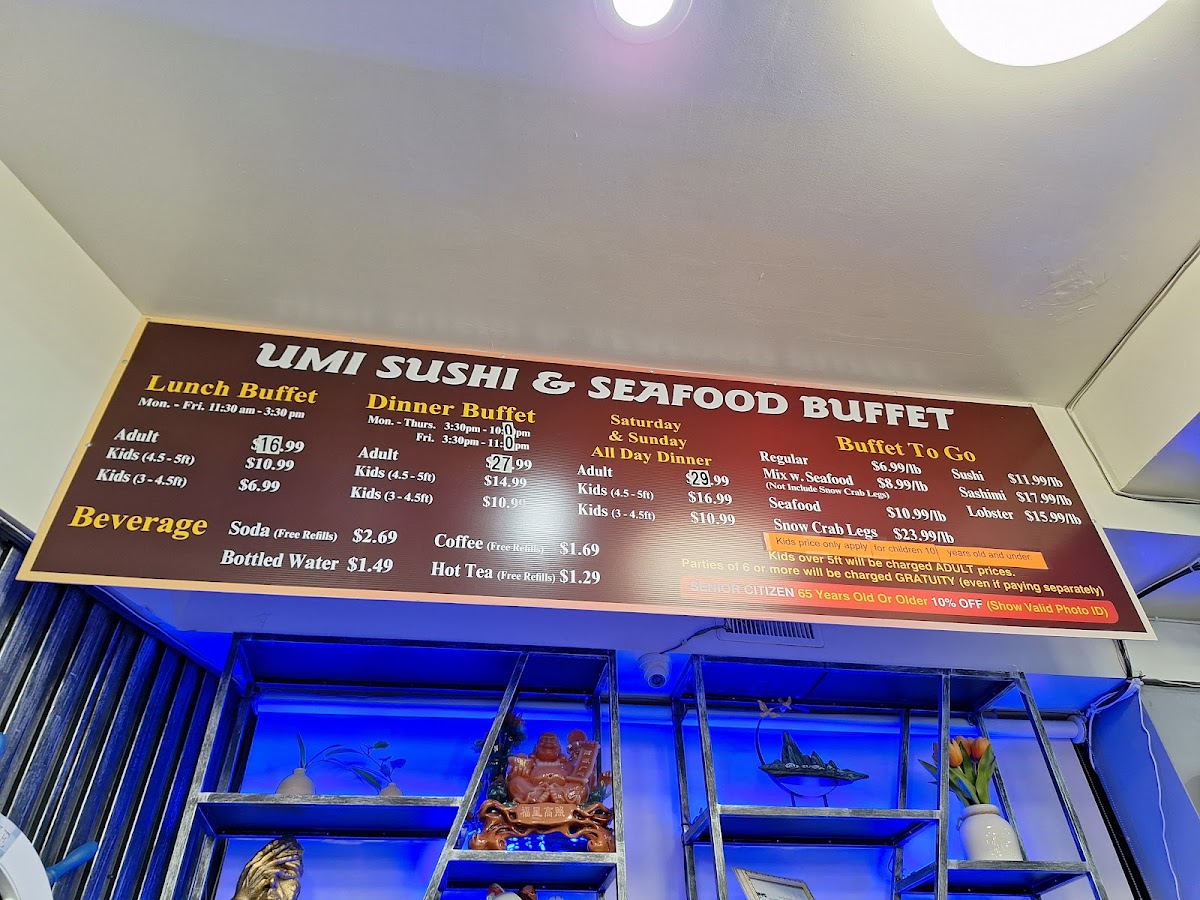 UMI SUSHI & SEAFOOD BUFFET
Lunch Buffet
Mon. - Fri. 11:30 am - 3:30 pm
Adult $16.99
Kids (4.5 - 5ft) $10.99
Kids (3 - 4.5ft) $6.99
Dinner Buffet
Mon. - Thurs. 3:30pm - 10:00pm
Fri. 3:30pm - 11:00pm
Adult $27.99
Kids (4.5 - 5ft) $14.99
Kids (3 - 4.5ft) $10.99
Saturday
& Sunday
All Day Dinner
Adult $29.99
Kids (4.5 - 5ft) $16.99
Kids (3 - 4.5ft) $10.99
Buffet To Go
Regular $6.99/lb
Mix w. Seafood $8.99/lb
(Not Include Snow Crab Legs)
Seafood $10.99/lb
Snow Crab Legs $23.99/lb
Sushi $11.99/lb
Sashimi $17.99/lb
Lobster $15.99/lb
Beverage
Soda (Free Refills) $2.69
Bottled Water $1.49
Coffee (Free Refills) $1.69
Hot Tea (Free Refills) $1.29
Kids price only apply for children 10 years old and under.
Kids over 5ft will be charged ADULT prices.
Parties of 6 or more will be charged GRATUITY (even if paying separately)
SENIOR CITIZEN 65 Years Old Or Older 10% OFF (Show Valid Photo ID)
福星高照